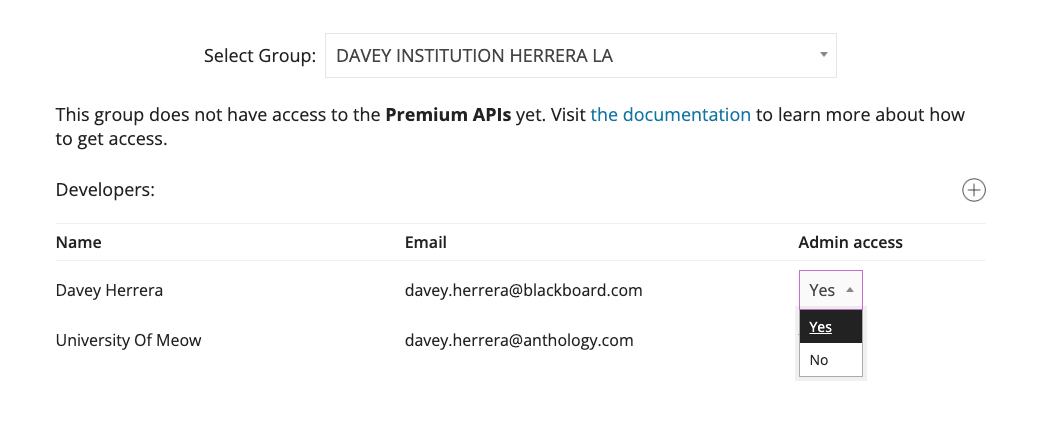 Select Group: DAVEY INSTITUTION HERRERA LA
This group does not have access to the Premium APIs yet. Visit the documentation to learn more about how
to get access.
Developers:
Name Email Admin access
Davey Herrera davey.herrera@blackboard.com Yes
Yes
University Of Meow davey.herrera@anthology.com
No